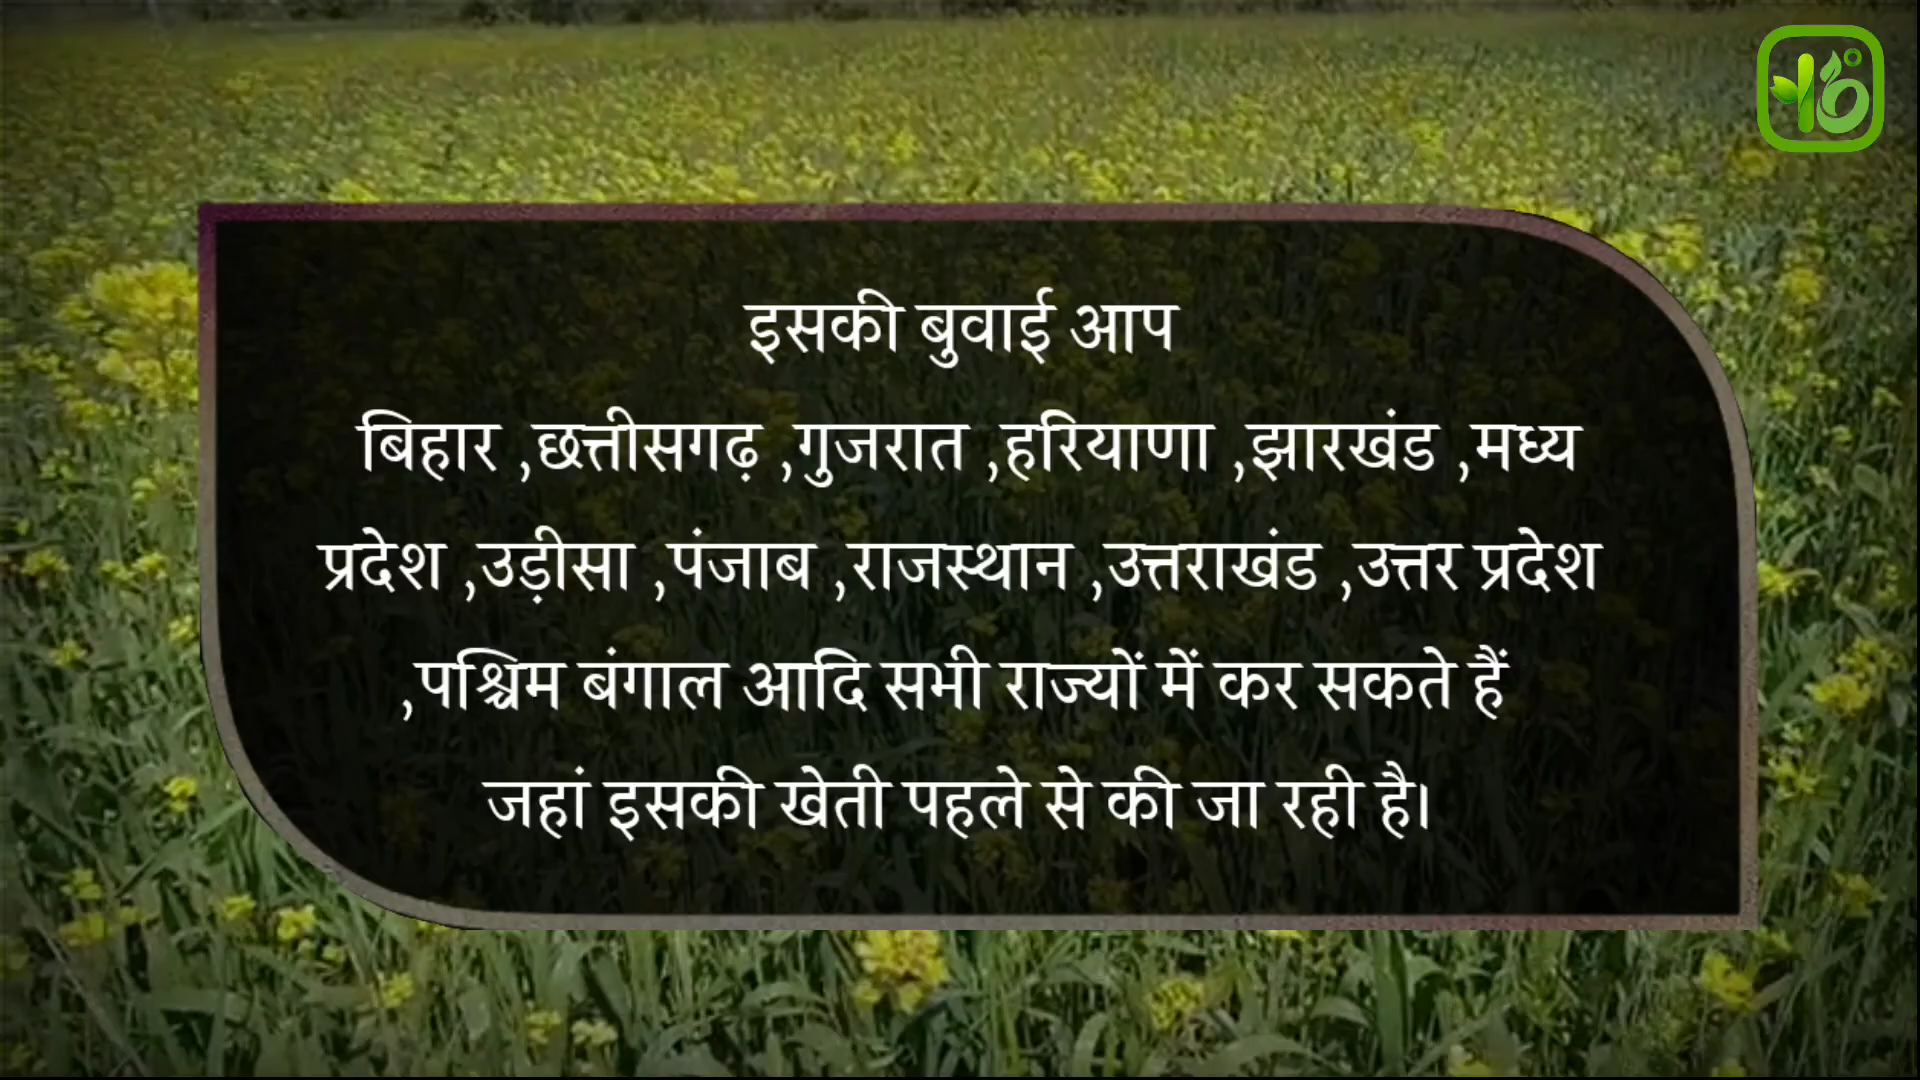 इसकी बुवाई आप
बिहार ,छत्तीसगढ़ ,गुजरात ,हरियाणा ,झारखंड ,मध्य
प्रदेश ,उड़ीसा ,पंजाब ,राजस्थान ,उत्तराखंड ,उत्तर प्रदेश
,पश्चिम बंगाल आदि सभी राज्यों में कर सकते हैं
जहां इसकी खेती पहले से की जा रही है।